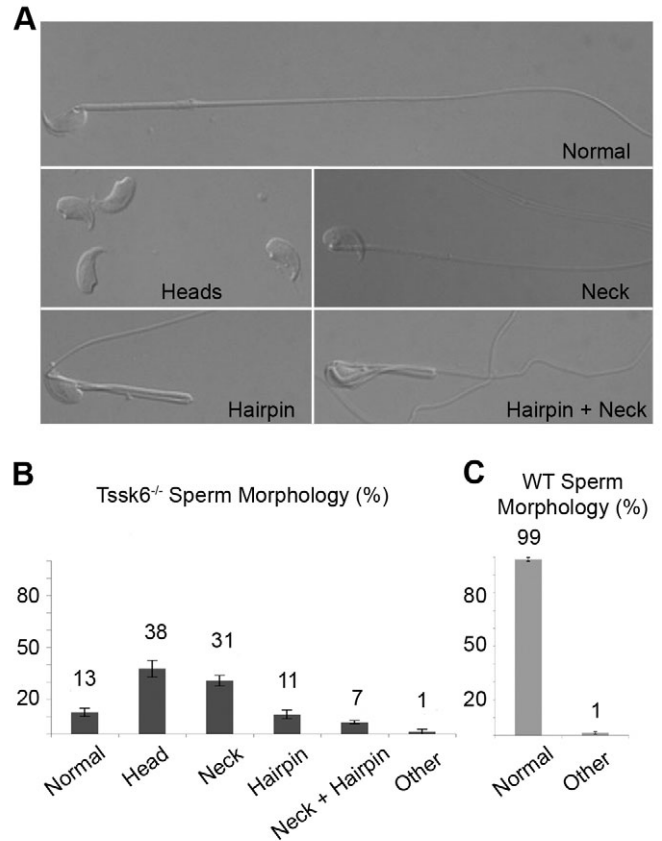 A
Normal
Heads
Neck
Hairpin
Hairpin + Neck
B
Tssk6-/- Sperm Morphology (%)
80
50
20
13
38
31
11
7
1
Normal
Head
Neck
Hairpin
Neck + Hairpin
Other
C
WT Sperm
Morphology (%)
99
1
80
50
20
Normal
Other